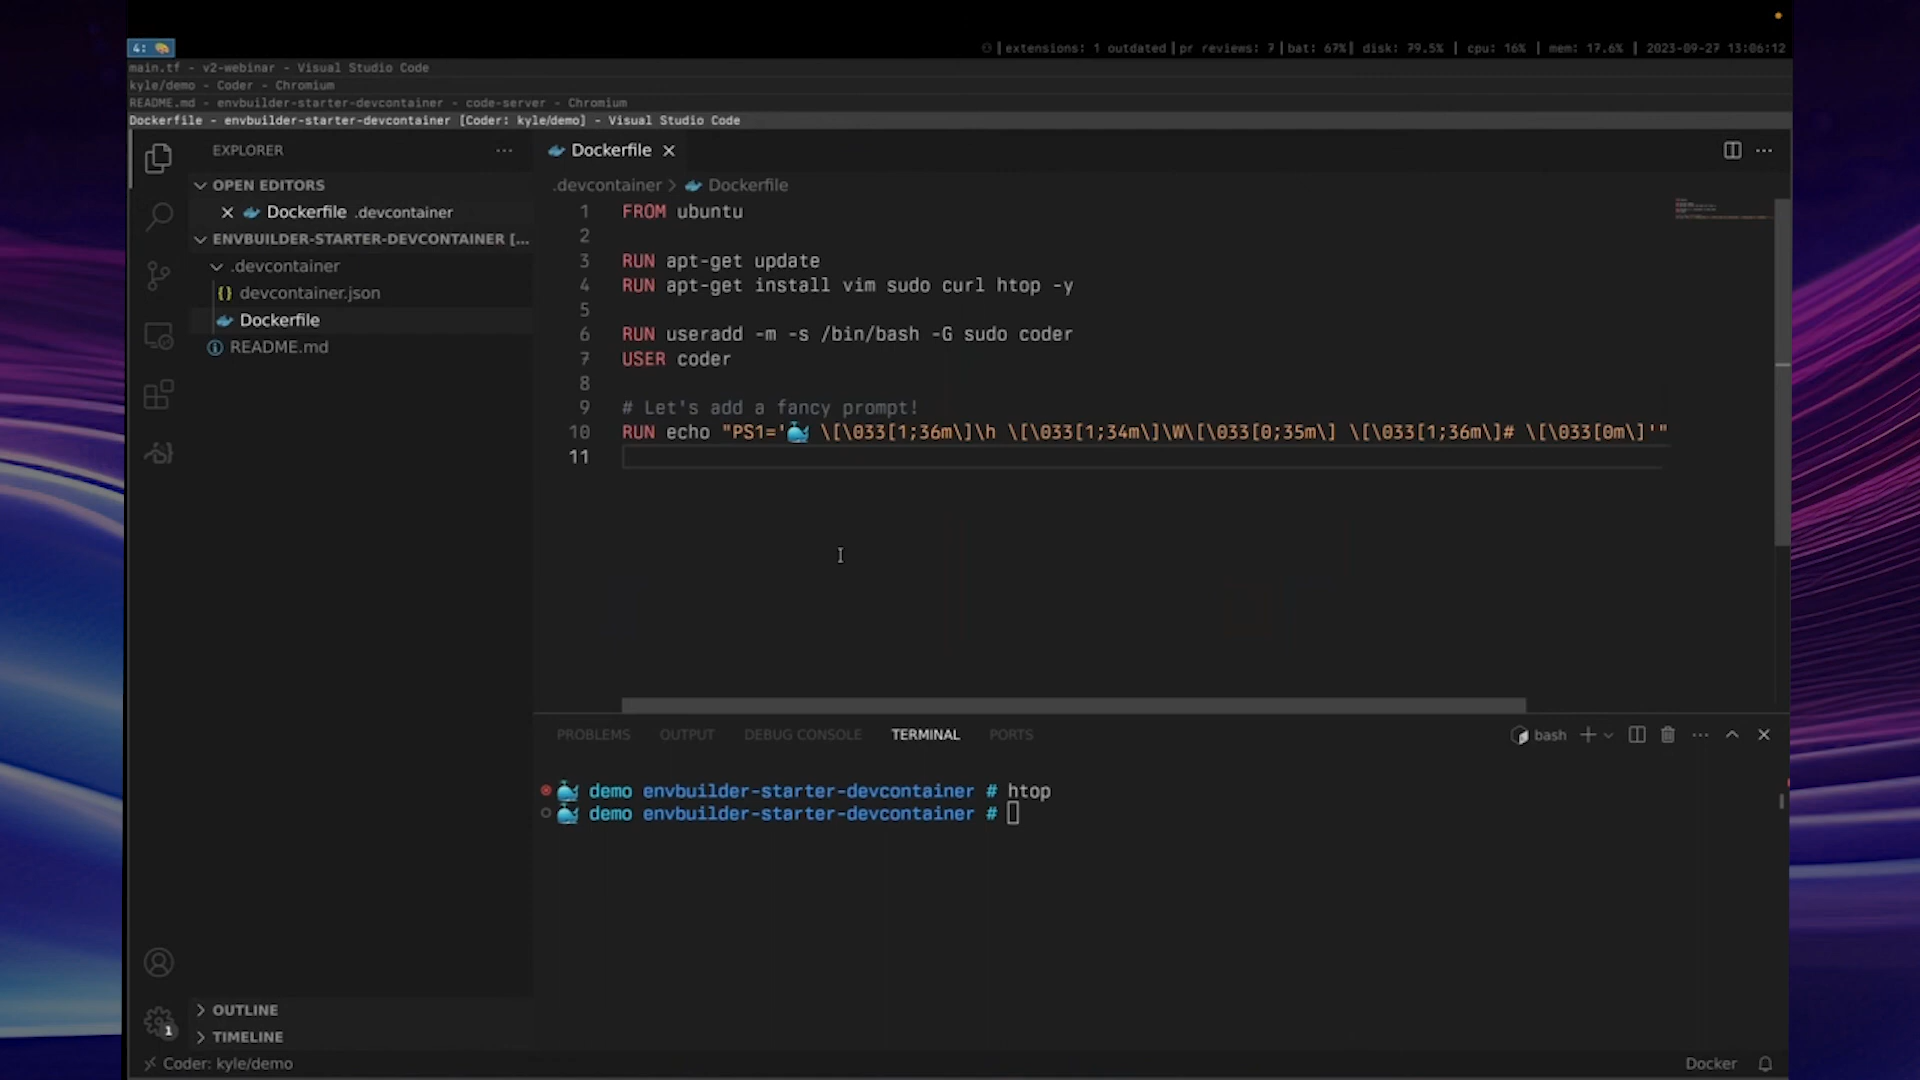 4:
extensions: 1 outdated | pr reviews: 7 | bat: 67% | disk: 79.5% | cpu: 16% | mem: 17.6% | 2023-09-27 13:06:12
main.tf - v2-webinar - Visual Studio Code
kyle/demo - Coder - Chromium
README.md - envbuilder-starter-devcontainer - code-server - Chromium
Dockerfile - envbuilder-starter-devcontainer [Coder: kyle/demo] - Visual Studio Code
EXPLORER
OPEN EDITORS
Dockerfile .devcontainer
ENVBUILDER-STARTER-DEVCONTAINER [...
.devcontainer
{} devcontainer.json
Dockerfile
README.md
OUTLINE
TIMELINE
1
Dockerfile
.devcontainer > Dockerfile
1 FROM ubuntu
2
3 RUN apt-get update
4 RUN apt-get install vim sudo curl htop -y
5
6 RUN useradd -m -s /bin/bash -G sudo coder
7 USER coder
8
9 # Let's add a fancy prompt!
10 RUN echo "PS1='🐳 \[\033[1;36m\]\h \[\033[1;34m\]\W\[\033[0;35m\] \[\033[1;36m\]# \[\033[0m\]'"
11
PROBLEMS OUTPUT DEBUG CONSOLE TERMINAL PORTS
bash
🐳 demo envbuilder-starter-devcontainer # htop
🐳 demo envbuilder-starter-devcontainer #
Coder: kyle/demo
Docker